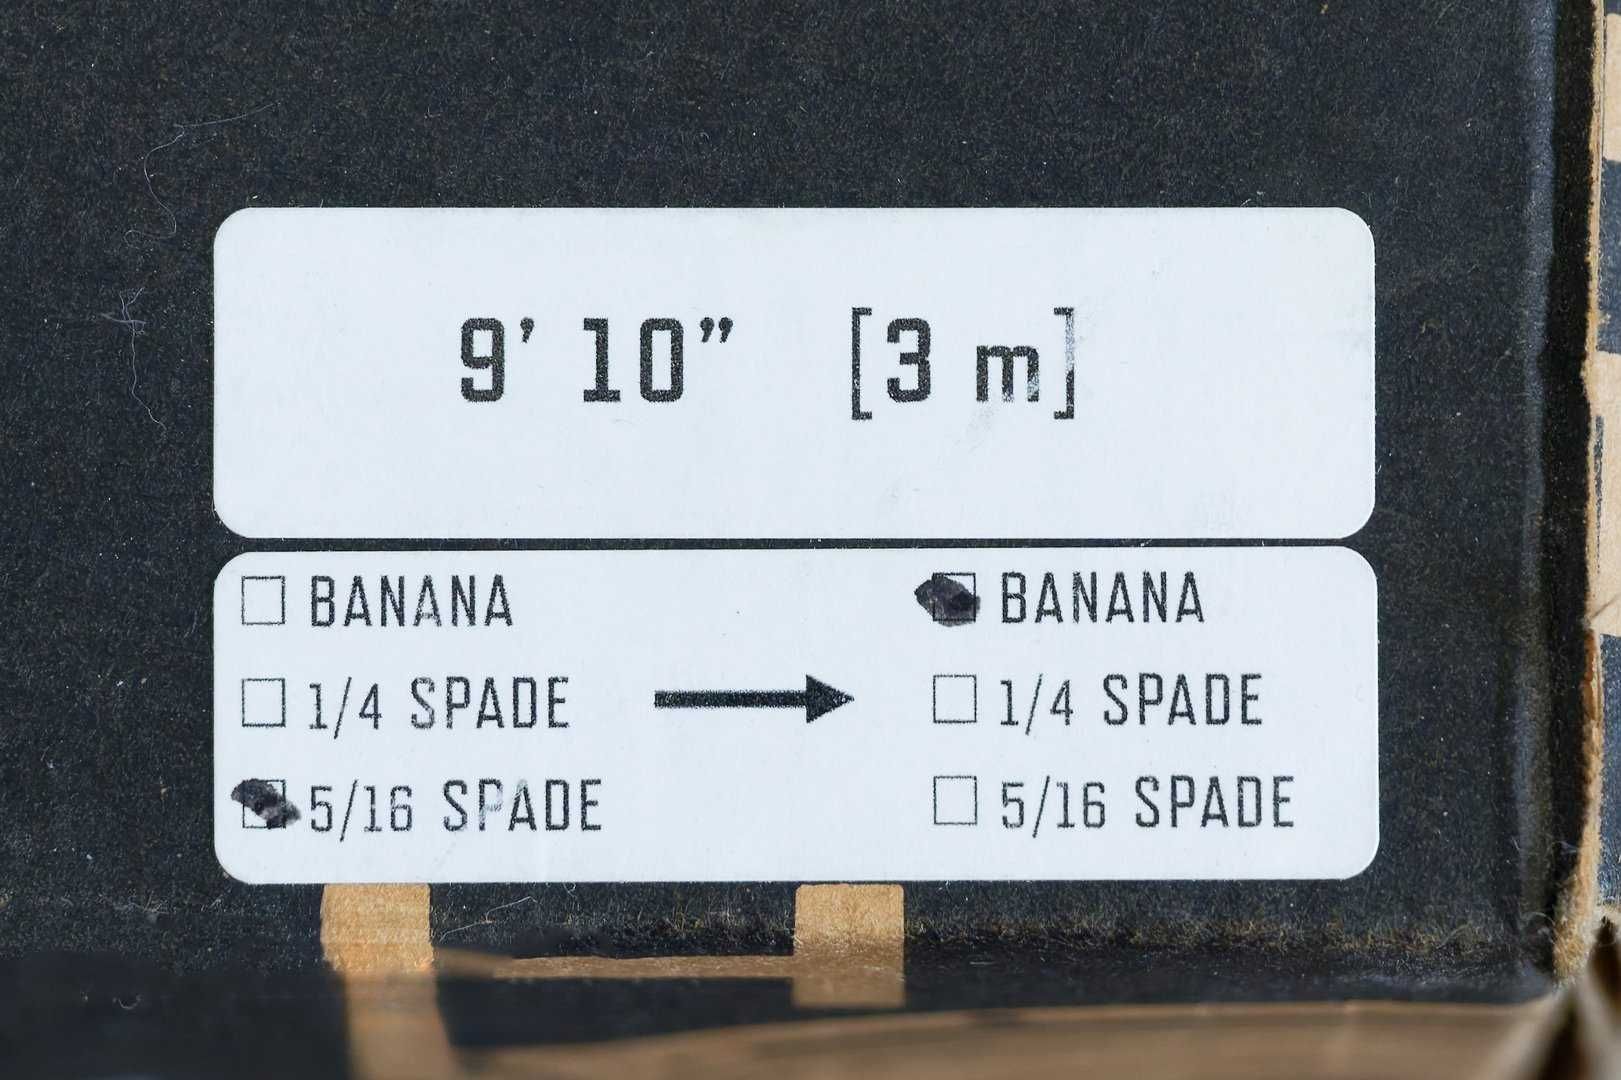 9’ 10” [3 m]
BANANA BANANA
1/4 SPADE 1/4 SPADE
5/16 SPADE 5/16 SPADE